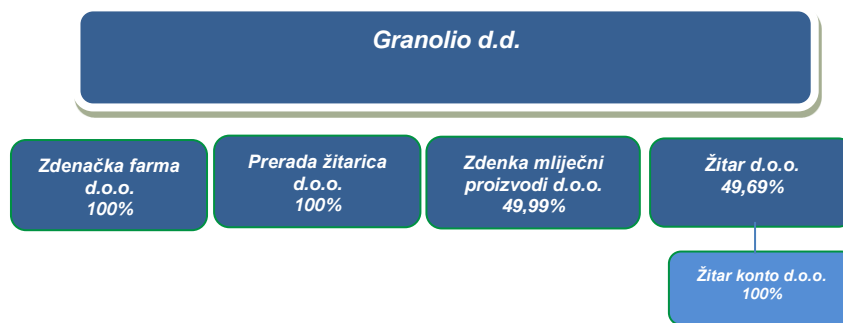 Granolio d.d.
Zdenačka farma
d.o.o.
100%
Prerada žitarica
d.o.o.
100%
Zdenka mliječni
proizvodi d.o.o.
49,99%
Žitar d.o.o.
49,69%
Žitar konto d.o.o.
100%